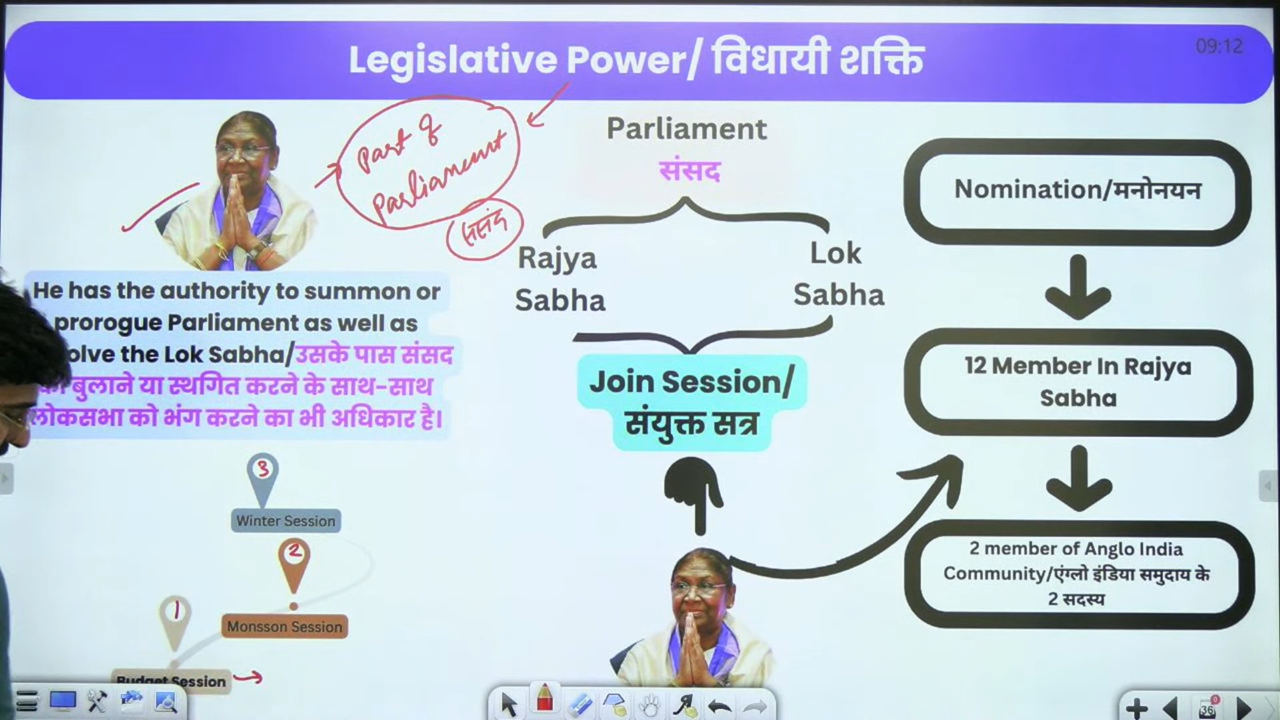 Legislative Power/ विधायी शक्ति
09:12
Part of
Parliament
He has the authority to summon or
prorogue Parliament as well as
olve the Lok Sabha/उसके पास संसद
को बुलाने या स्थगित करने के साथ-साथ
लोकसभा को भंग करने का भी अधिकार है।
3
Winter Session
2
Monsson Session
1
Budget Session
Parliament
संसद
Rajya
Sabha
Lok
Sabha
Join Session/
संयुक्त सत्र
Nomination/मनोनयन
12 Member In Rajya
Sabha
2 member of Anglo India
Community/एंग्लो इंडिया समुदाय के
2 सदस्य